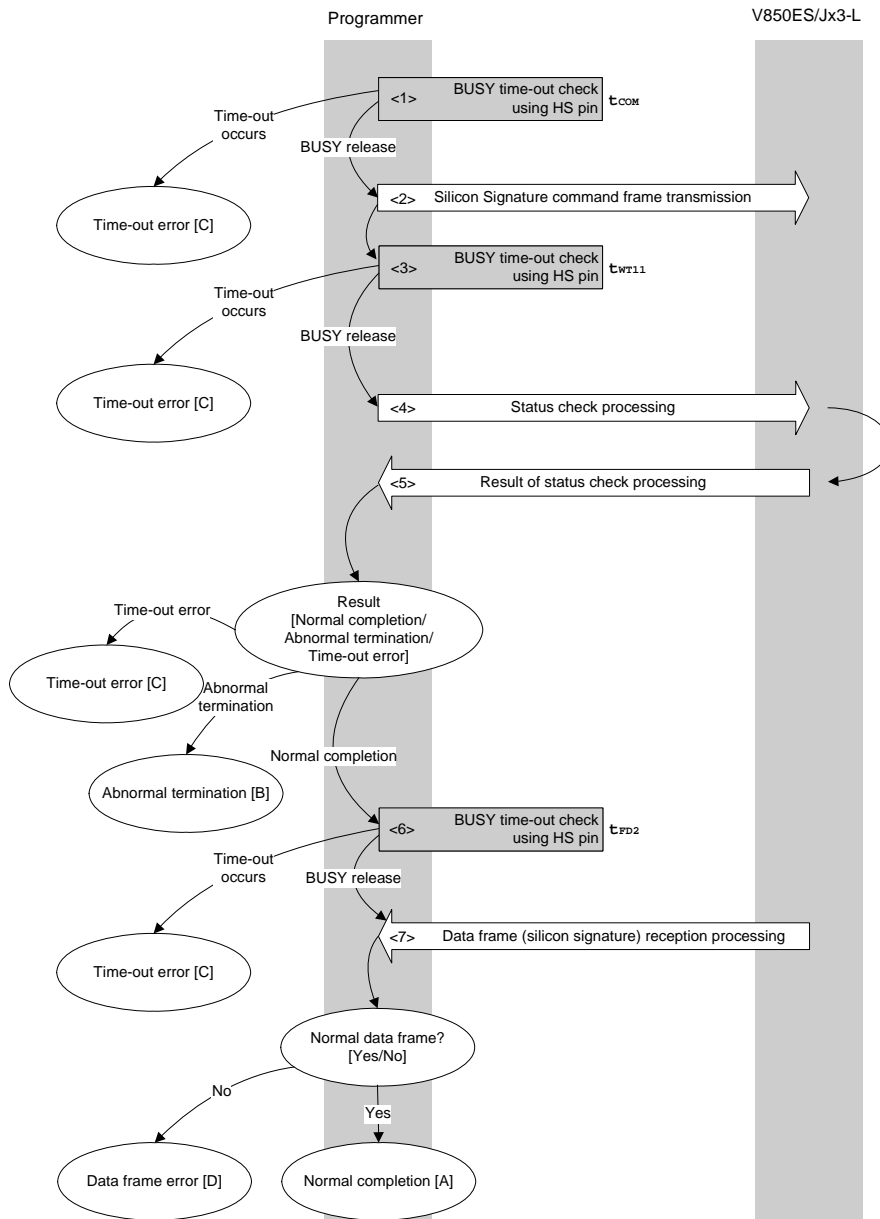 Programmer
V850ES/Jx3-L
<1>
BUSY time-out check
using HS pin
tCOM
Time-out
occurs
BUSY release
<2> Silicon Signature command frame transmission
Time-out error [C]
<3>
BUSY time-out check
using HS pin
tWT11
Time-out
occurs
BUSY release
Time-out error [C]
<4> Status check processing
<5> Result of status check processing
Result
[Normal completion/
Abnormal termination/
Time-out error]
Time-out error
Time-out error [C]
Abnormal
termination
Normal completion
Abnormal termination [B]
<6>
BUSY time-out check
using HS pin
tFD2
Time-out
occurs
BUSY release
<7> Data frame (silicon signature) reception processing
Time-out error [C]
Normal data frame?
[Yes/No]
No
Yes
Data frame error [D]
Normal completion [A]